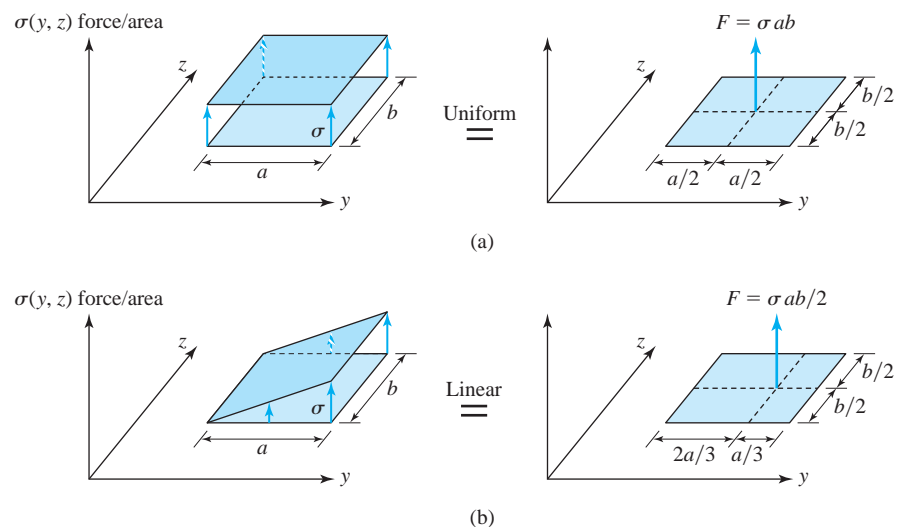 σ(y, z) force/area
F = σ ab
z
z
b
b/2
b/2
Uniform
=
σ
a
a/2
a/2
y
y
(a)
σ(y, z) force/area
F = σ ab/2
z
z
b
b/2
b/2
Linear
=
σ
a
2a/3
a/3
y
y
(b)